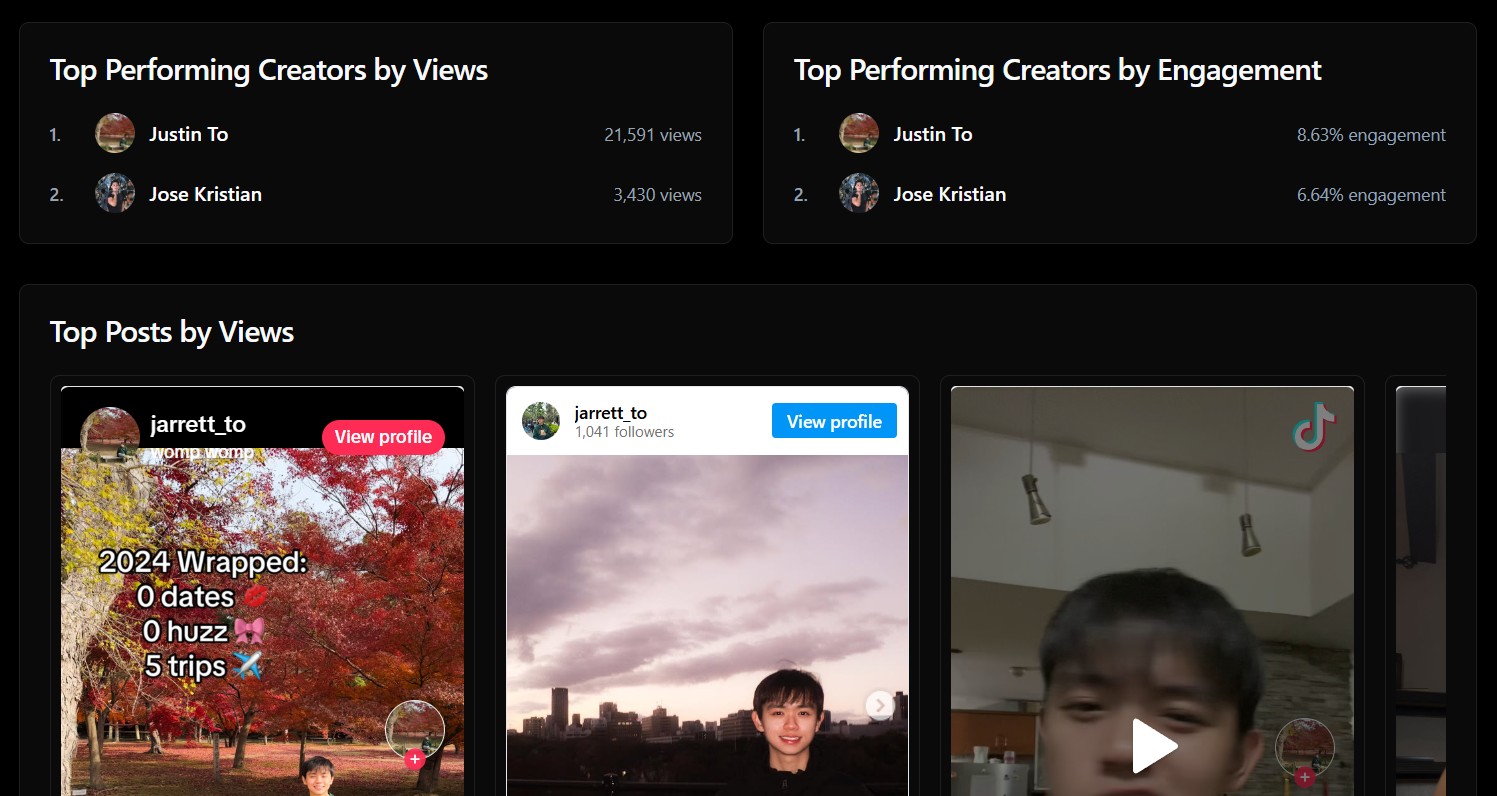 Top Performing Creators by Views
1. Justin To 21,591 views
2. Jose Kristian 3,430 views
Top Performing Creators by Engagement
1. Justin To 8.63% engagement
2. Jose Kristian 6.64% engagement
Top Posts by Views
jarrett_to
womp womp
View profile
2024 Wrapped:
0 dates 💋
0 huzz 🎀
5 trips ✈️
jarrett_to
1,041 followers
View profile